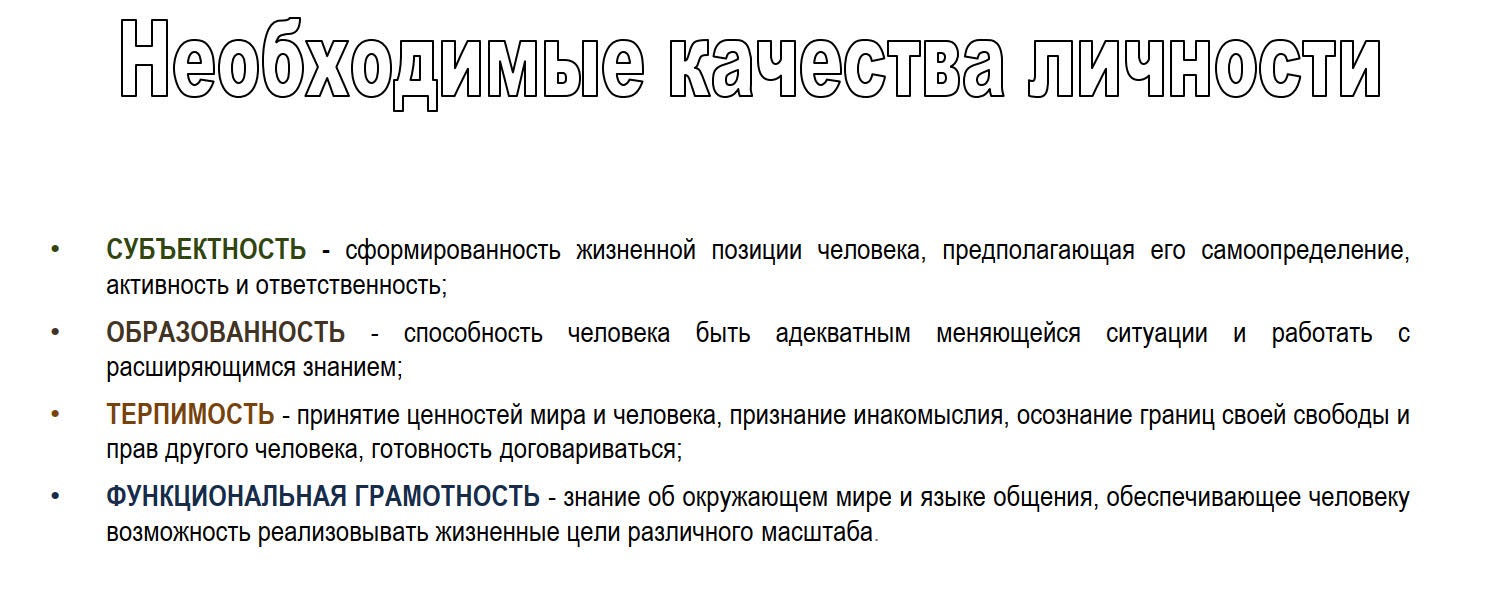 Необходимые качества личности
• СУБЪЕКТНОСТЬ - сформированность жизненной позиции человека, предполагающая его самоопределение,
активность и ответственность;
• ОБРАЗОВАННОСТЬ - способность человека быть адекватным меняющейся ситуации и работать с
расширяющимся знанием;
• ТЕРПИМОСТЬ - принятие ценностей мира и человека, признание инакомыслия, осознание границ своей свободы и
прав другого человека, готовность договариваться;
• ФУНКЦИОНАЛЬНАЯ ГРАМОТНОСТЬ - знание об окружающем мире и языке общения, обеспечивающее человеку
возможность реализовывать жизненные цели различного масштаба.